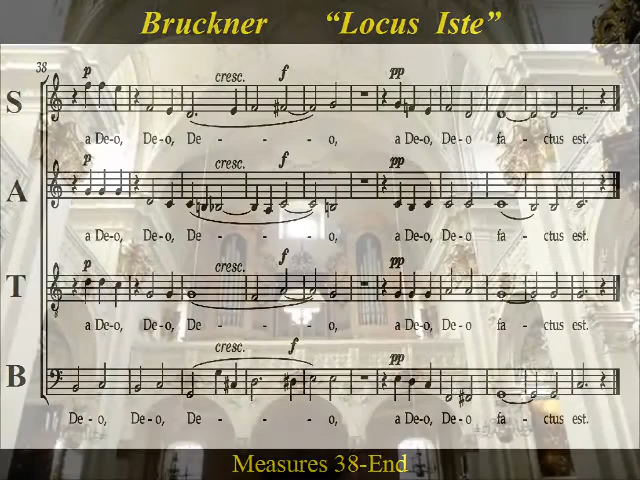 Bruckner “Locus Iste”
38
p cresc. f pp
S
a De-o, De-o, De - - - o, a De-o, De-o fa - ctus est.
p cresc. f pp
A
a De-o, De-o, De - - - o, a De-o, De-o fa - ctus est.
p cresc. f pp
T
8
a De-o, De-o, De - - - o, a De-o, De-o fa - ctus est.
cresc. f pp
B
De - o, De-o, De - - - o, a De-o, De-o fa - ctus est.
Measures 38-End